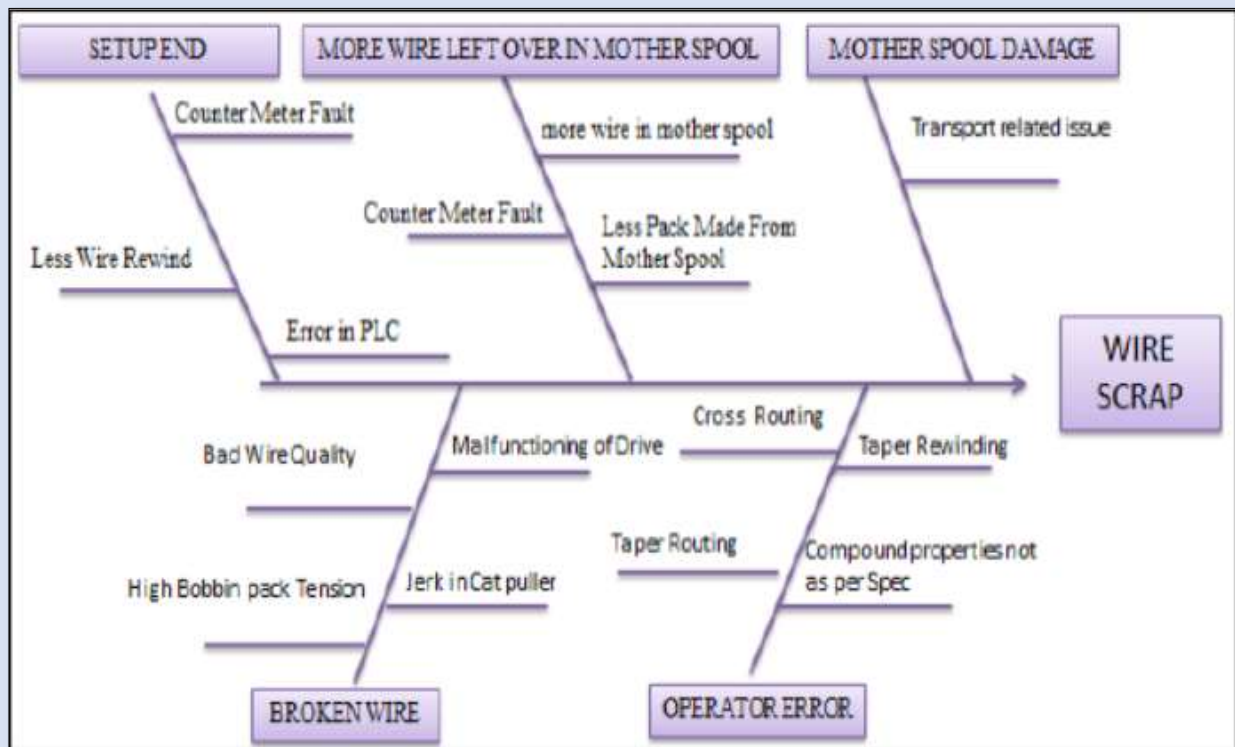 SETUP END
MORE WIRE LEFT OVER IN MOTHER SPOOL
MOTHER SPOOL DAMAGE
Counter Meter Fault
Less Wire Rewind
Error in PLC
more wire in mother spool
Counter Meter Fault
Less Pack Made From
Mother Spool
Transport related issue
WIRE
SCRAP
Bad Wire Quality
Malfunctioning of Drive
High Bobbin pack Tension
Jerk in Cat puller
Cross Routing
Taper Rewinding
Taper Routing
Compound properties not
as per Spec
BROKEN WIRE
OPERATOR ERROR